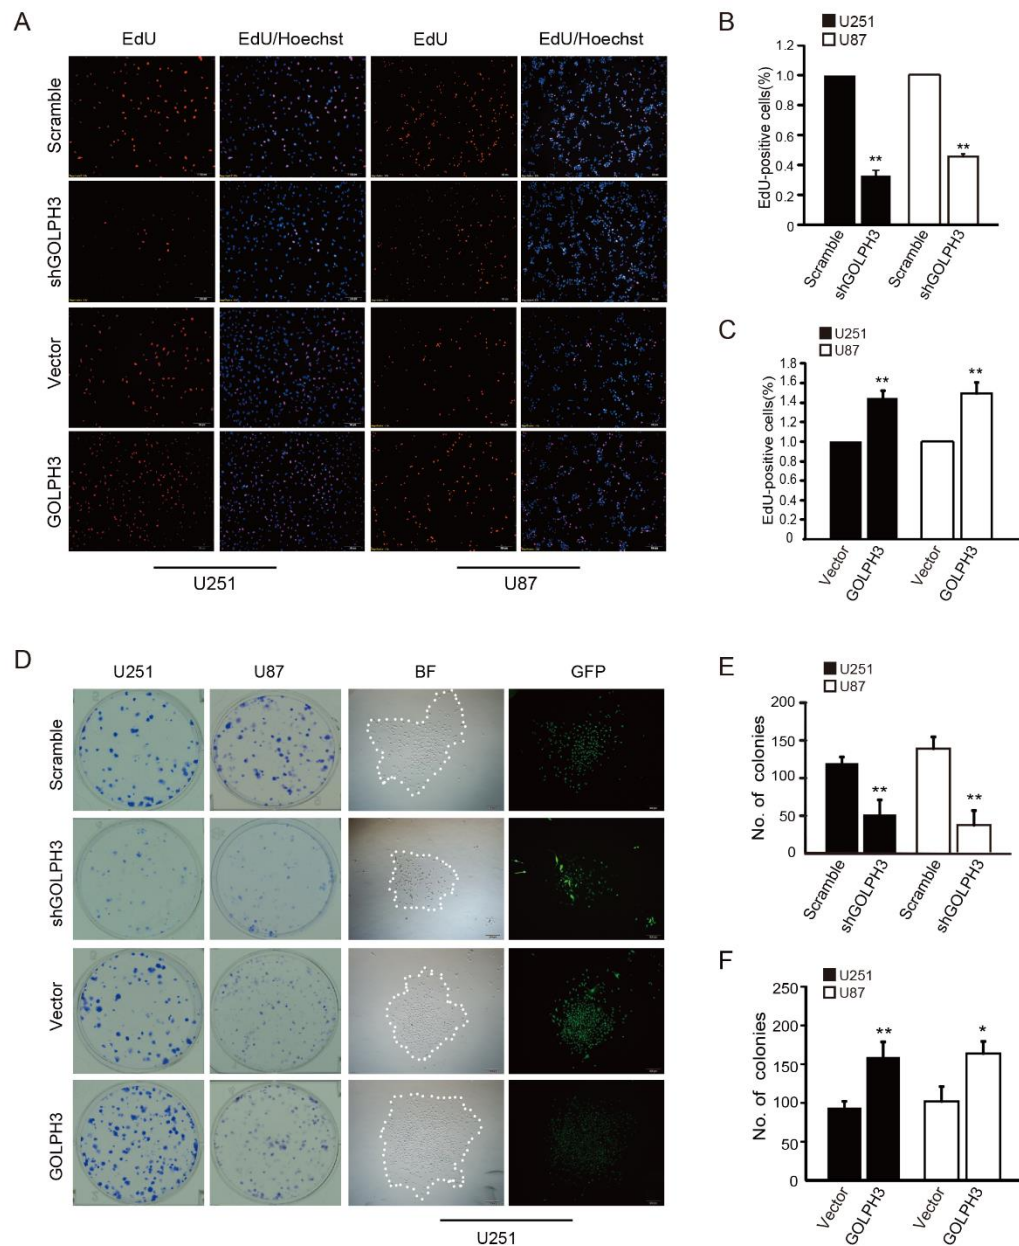 A
EdU
EdU/Hoechst
EdU
EdU/Hoechst
Scramble
shGOLPH3
Vector
GOLPH3
U251
U87
B
U251
U87
EdU-positive cells(%)
1.2
1.0
0.8
0.6
0.4
0.2
0
**
**
Scramble
shGOLPH3
Scramble
shGOLPH3
C
U251
U87
EdU-positive cells(%)
1.8
1.6
1.4
1.2
1.0
0.8
0.6
0.4
0.2
0
**
**
Vector
GOLPH3
Vector
GOLPH3
D
U251
U87
BF
GFP
Scramble
shGOLPH3
Vector
GOLPH3
U251
E
U251
U87
No. of colonies
200
150
100
50
0
**
**
Scramble
shGOLPH3
Scramble
shGOLPH3
F
U251
U87
No. of colonies
250
200
150
100
50
0
**
*
Vector
GOLPH3
Vector
GOLPH3